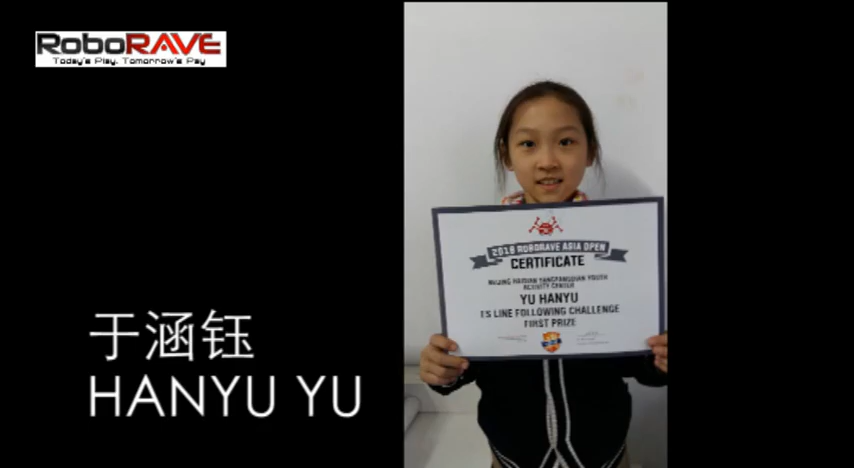 RoboRAVE
Today's Play, Tomorrow's Pay
2018 ROBORAVE ASIA OPEN
CERTIFICATE
BEIJING HAIDIAN YANGFANGDIAN YOUTH
ACTIVITY CENTER
YU HANYU
ES LINE FOLLOWING CHALLENGE
FIRST PRIZE
于涵钰
HANYU YU